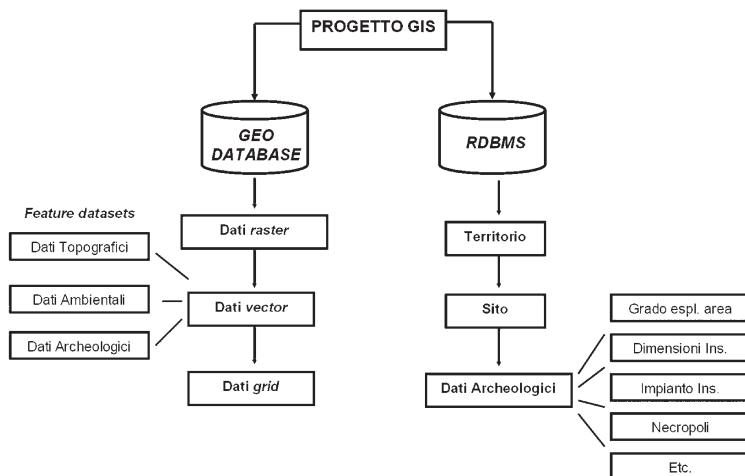 PROGETTO GIS
GEO
DATABASE
RDBMS
Feature datasets
Dati Topografici
Dati Ambientali
Dati Archeologici
Dati raster
Dati vector
Dati grid
Territorio
Sito
Dati Archeologici
Grado espl. area
Dimensioni Ins.
Impianto Ins.
Necropoli
Etc.